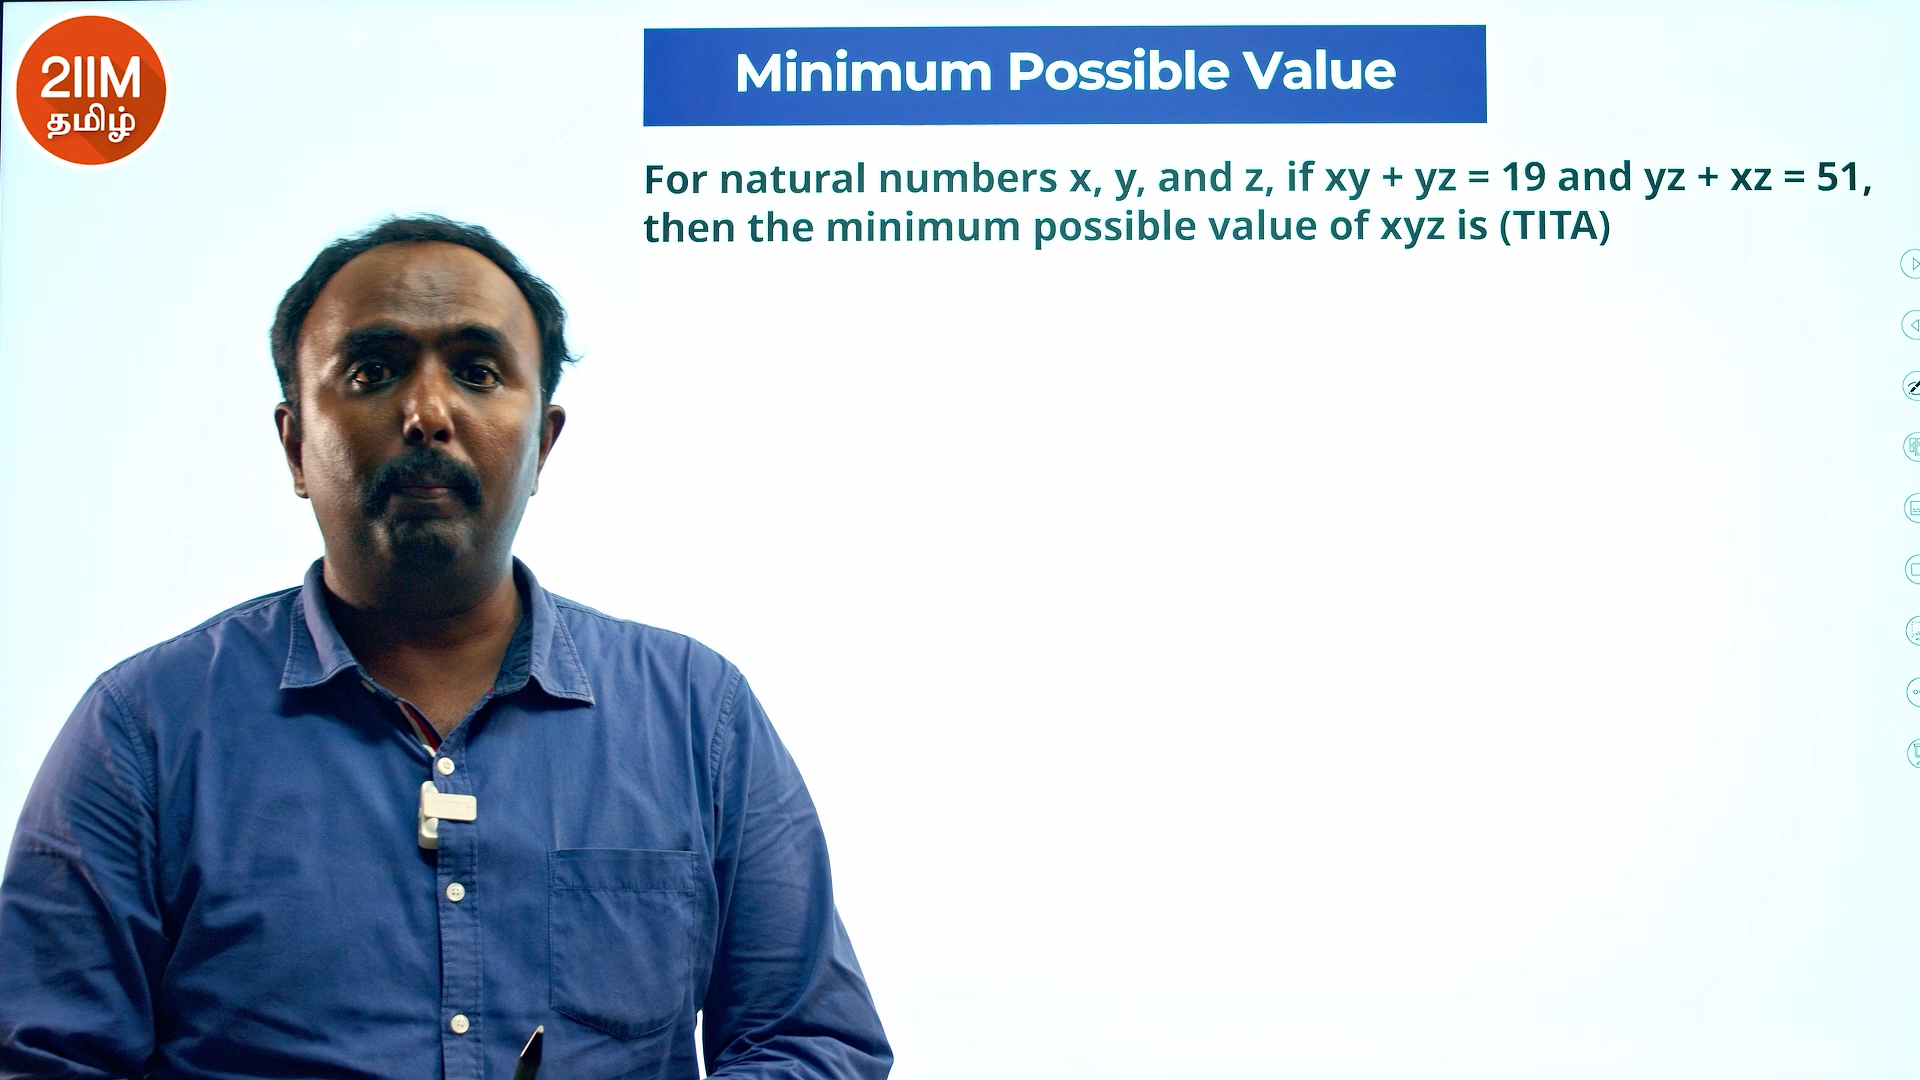 2IIM
தமிழ்
Minimum Possible Value
For natural numbers x, y, and z, if xy + yz = 19 and yz + xz = 51,
then the minimum possible value of xyz is (TITA)